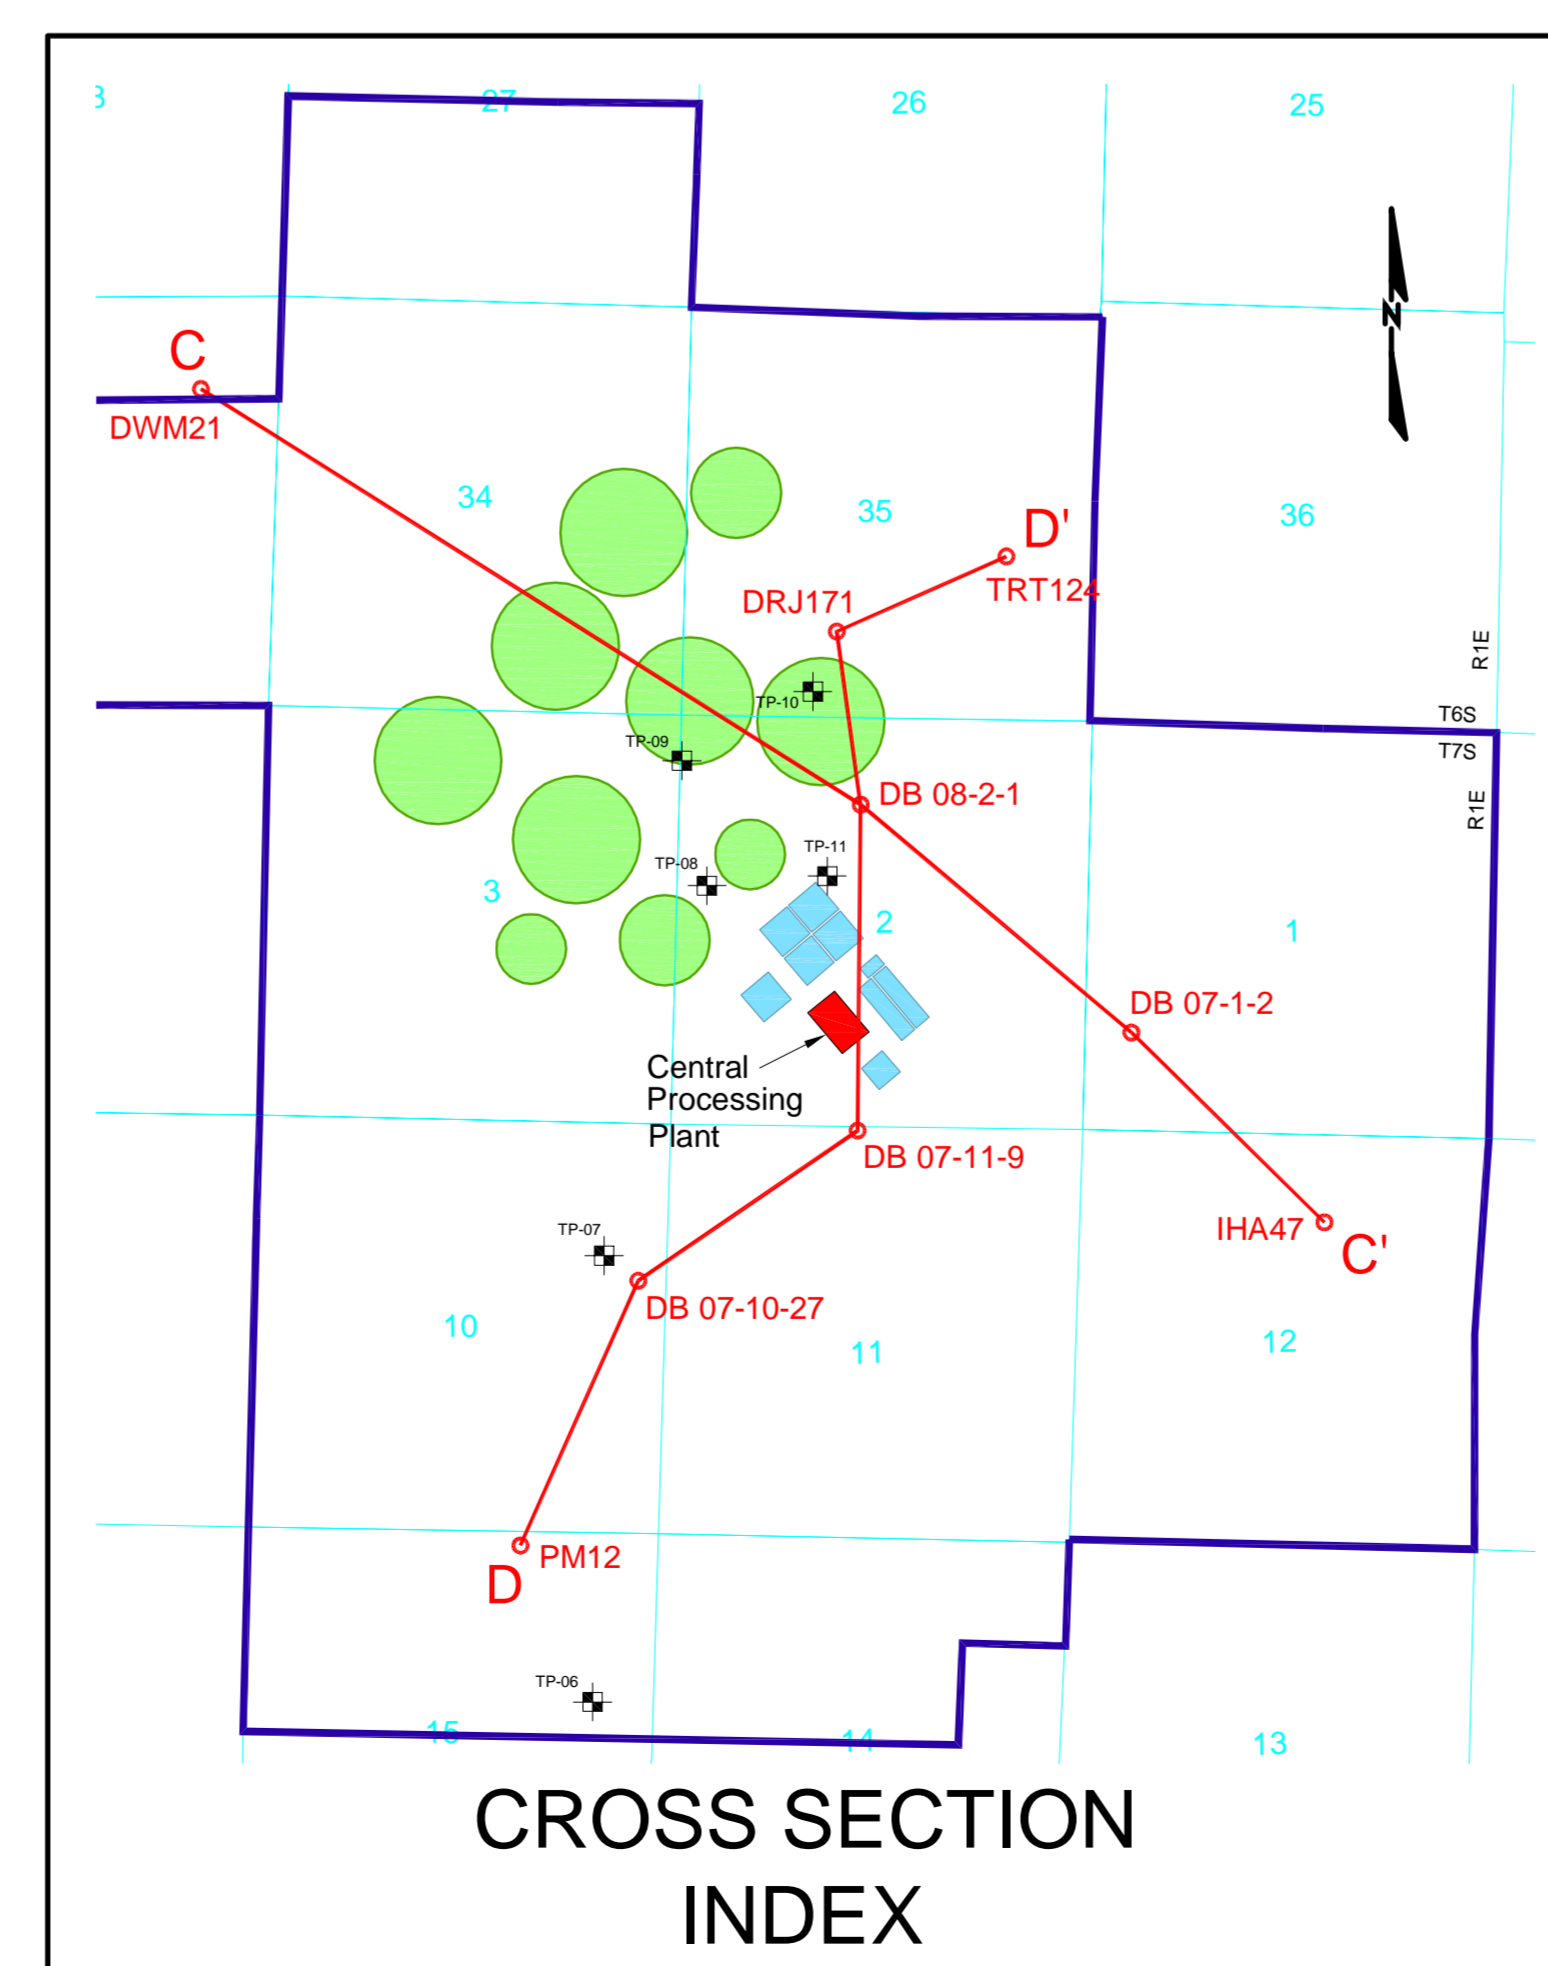 27
26
25
N
C
DWM21
34
35
36
D'
TRT124
DRJ171
R1E
TP-10
T6S
TP-09
T7S
R1E
DB 08-2-1
TP-11
TP-08
3
2
1
DB 07-1-2
Central
Processing
Plant
DB 07-11-9
IHA47
C'
TP-07
DB 07-10-27
10
11
12
PM12
D
TP-06
15
14
13
CROSS SECTION
INDEX